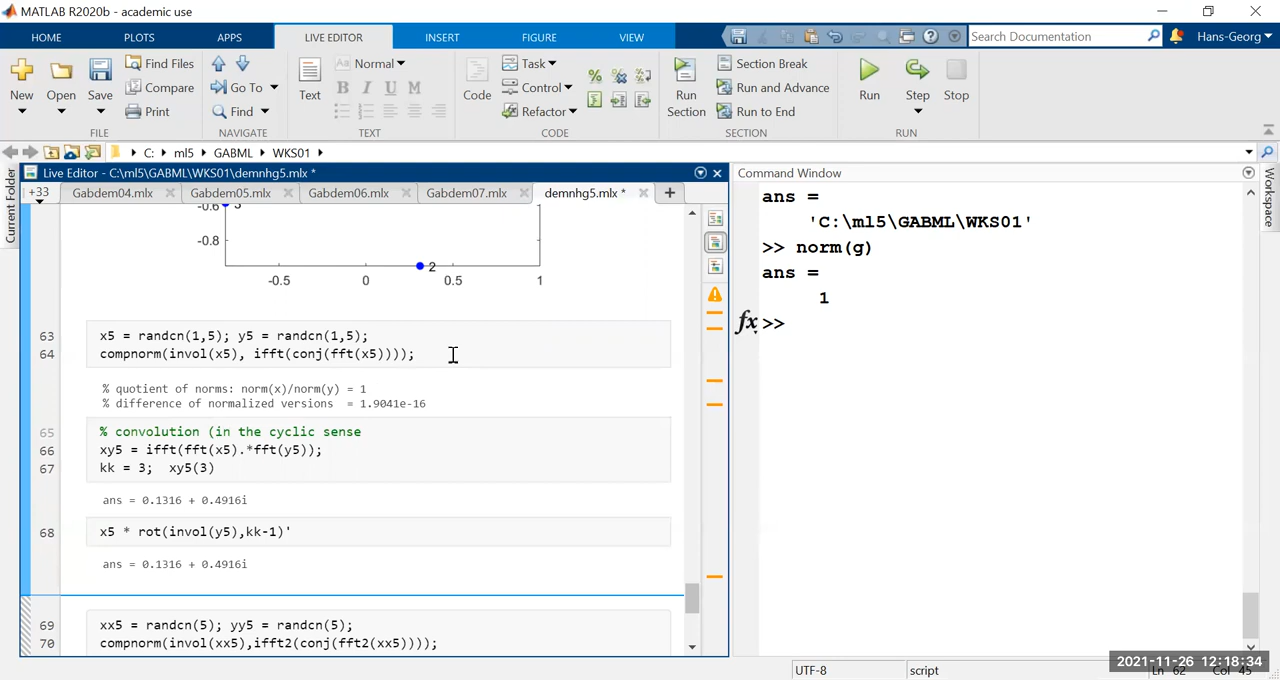 MATLAB R2020b - academic use
HOME PLOTS APPS LIVE EDITOR INSERT FIGURE VIEW Search Documentation Hans-Georg
New Open Save Find Files Compare Print
FILE
Go To Find
NAVIGATE
Text Aa Normal B I U M
TEXT
Code Task Control Refactor
CODE
Run Section Section Break Run and Advance Run to End
SECTION
Run Step Stop
RUN
C: ml5 GABML WKS01
Current Folder
Live Editor - C:\ml5\GABML\WKS01\demnhg5.mlx *
+33 Gabdem04.mlx Gabdem05.mlx Gabdem06.mlx Gabdem07.mlx demnhg5.mlx * +
-0.6 3
-0.8
2
-0.5 0 0.5 1
63 x5 = randcn(1,5); y5 = randcn(1,5);
64 compnorm(invol(x5), ifft(conj(fft(x5))));
% quotient of norms: norm(x)/norm(y) = 1
% difference of normalized versions = 1.9041e-16
65 % convolution (in the cyclic sense
66 xy5 = ifft(fft(x5).*fft(y5));
67 kk = 3; xy5(3)
ans = 0.1316 + 0.4916i
68 x5 * rot(invol(y5),kk-1)'
ans = 0.1316 + 0.4916i
69 xx5 = randcn(5); yy5 = randcn(5);
70 compnorm(invol(xx5),ifft2(conj(fft2(xx5))));
Command Window
ans =
'C:\ml5\GABML\WKS01'
>> norm(g)
ans =
1
fx >>
Workspace
UTF-8 script Ln 62 Col 45
2021-11-26 12:18:34